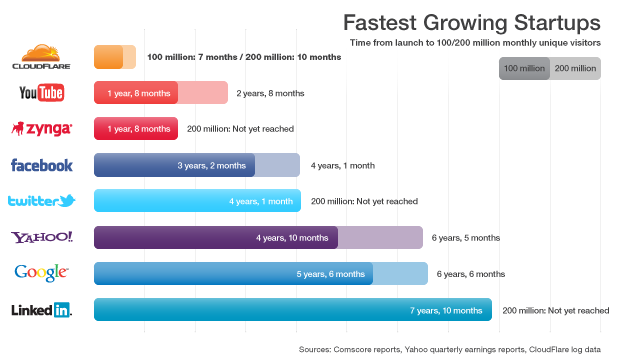 Fastest Growing Startups
Time from launch to 100/200 million monthly unique visitors
100 million 200 million
CLOUDFLARE 100 million: 7 months / 200 million: 10 months
YouTube 1 year, 8 months 2 years, 8 months
zynga 1 year, 8 months 200 million: Not yet reached
facebook 3 years, 2 months 4 years, 1 month
twitter 4 years, 1 month 200 million: Not yet reached
YAHOO! 4 years, 10 months 6 years, 5 months
Google 5 years, 6 months 6 years, 6 months
Linked in. 7 years, 10 months 200 million: Not yet reached
Sources: Comscore reports, Yahoo quarterly earnings reports, CloudFlare log data